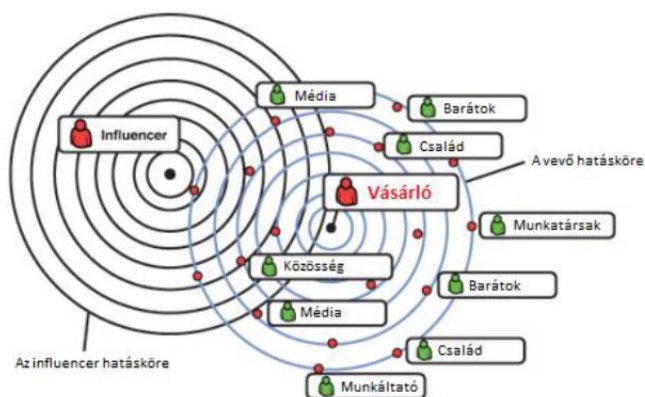 Média
Barátok
Influencer
Család
A vevő hatásköre
Vásárló
Munkatársak
Közösség
Barátok
Média
Család
Az influencer hatásköre
Munkáltató